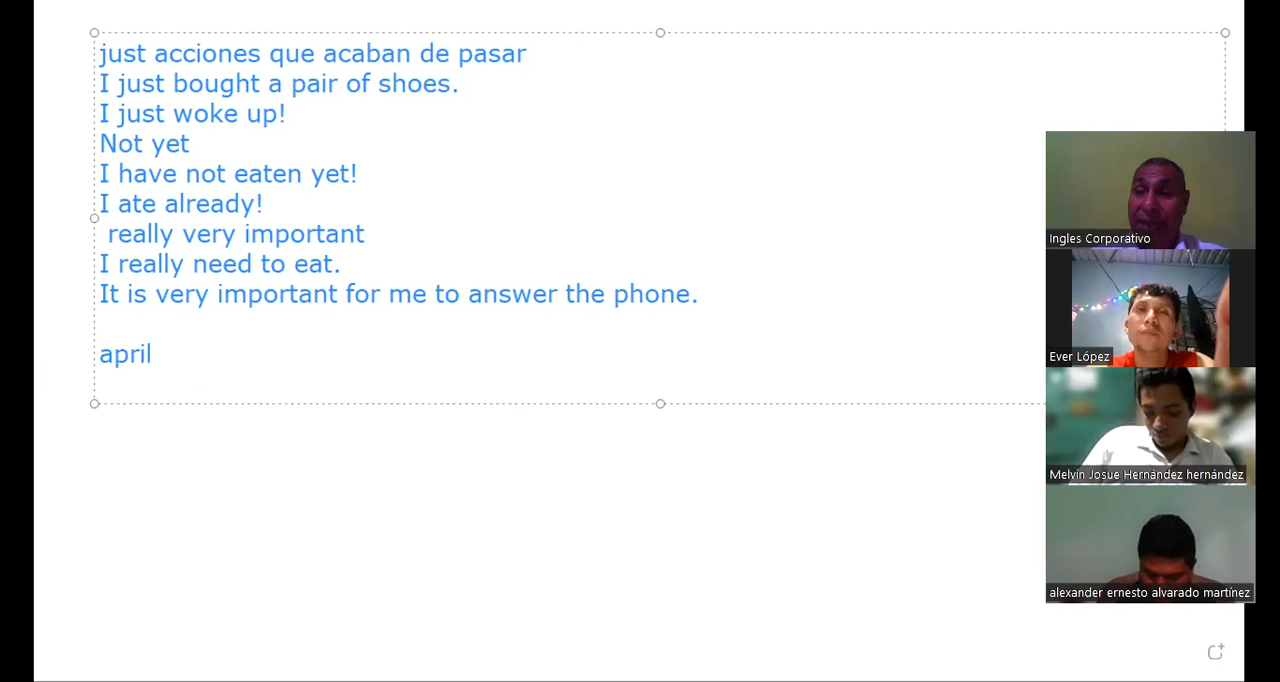 just acciones que acaban de pasar
I just bought a pair of shoes.
I just woke up!
Not yet
I have not eaten yet!
I ate already!
really very important
I really need to eat.
It is very important for me to answer the phone.
april
Ingles Corporativo
Ever López
Melvin Josue Hernández hernández
alexander ernesto alvarado martínez